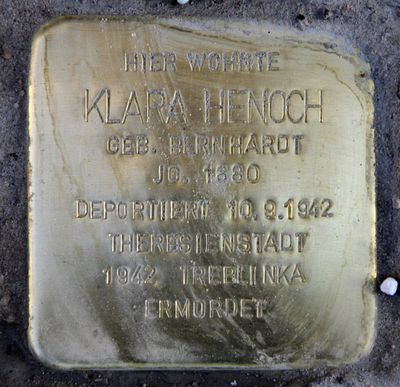 HIER WOHNTE
KLARA HENOCH
GEB. BERNHARDT
JG. 1880
DEPORTIERT 10.9.1942
THERESIENSTADT
1942 TREBLINKA
ERMORDET